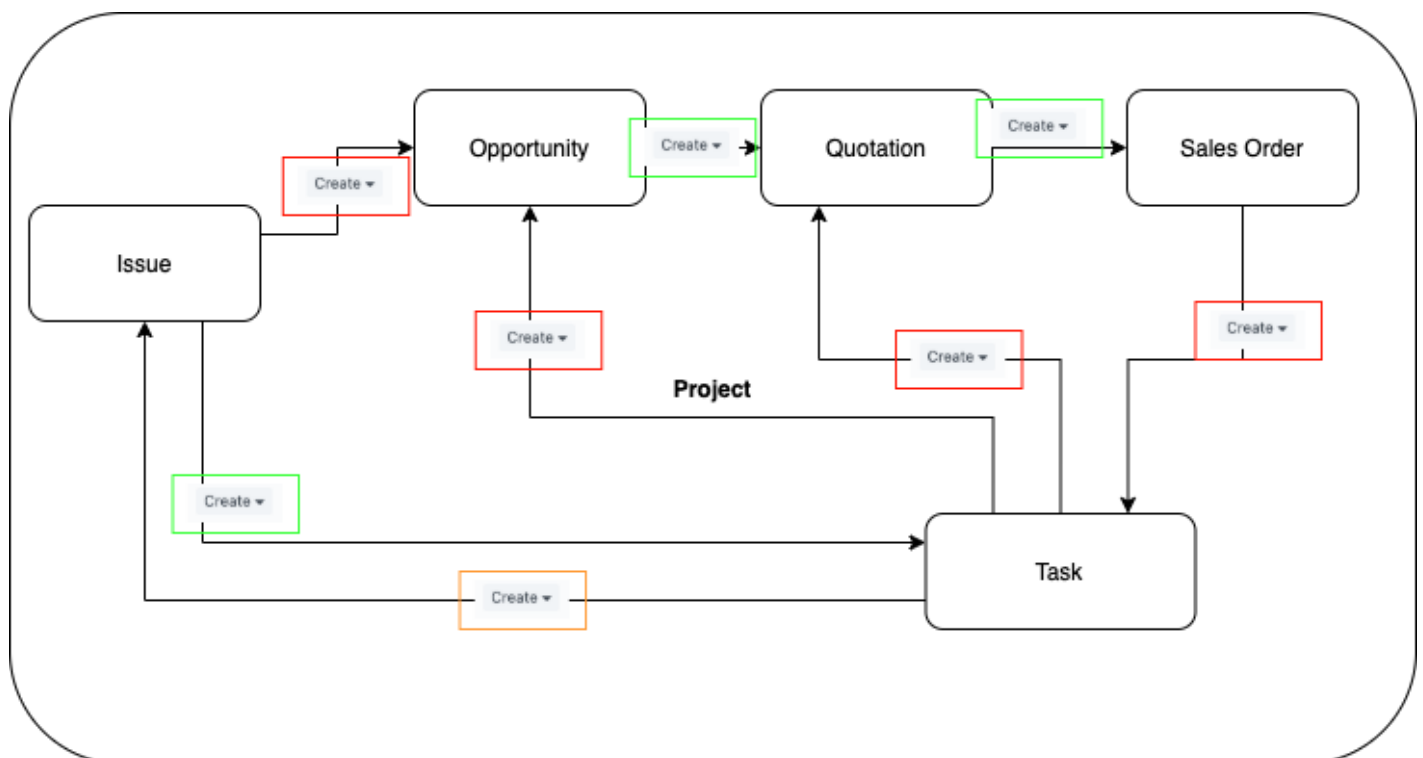 Opportunity
Create
Quotation
Create
Sales Order
Create
Issue
Create
Create
Create
Project
Create
Task
Create